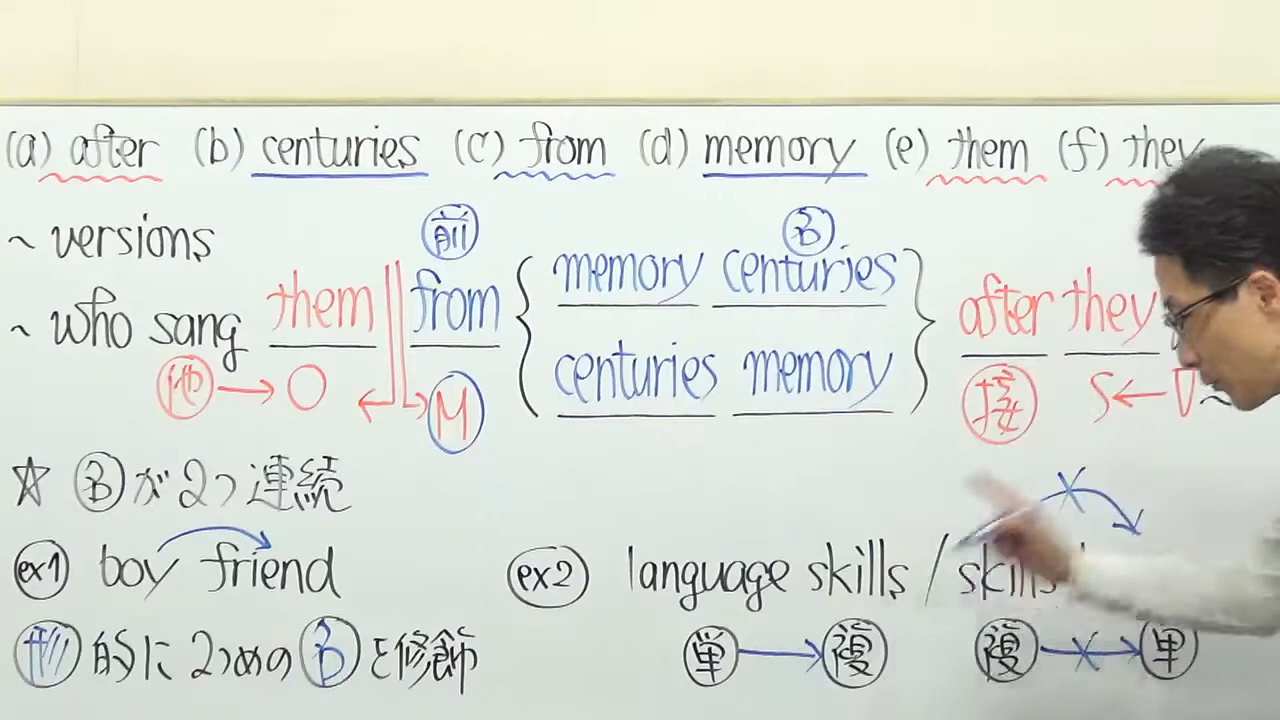 (a) after (b) centuries (c) from (d) memory (e) them (f) they
~ versions
前 名
~ who sang them from { memory centuries } after they
centuries memory
他 → O M 接 S ← V ~
☆ 名が2つ連続
ex1 boy friend ex2 language skills / skills
形的に2つめの名を修飾 単 → 複 複 → 単